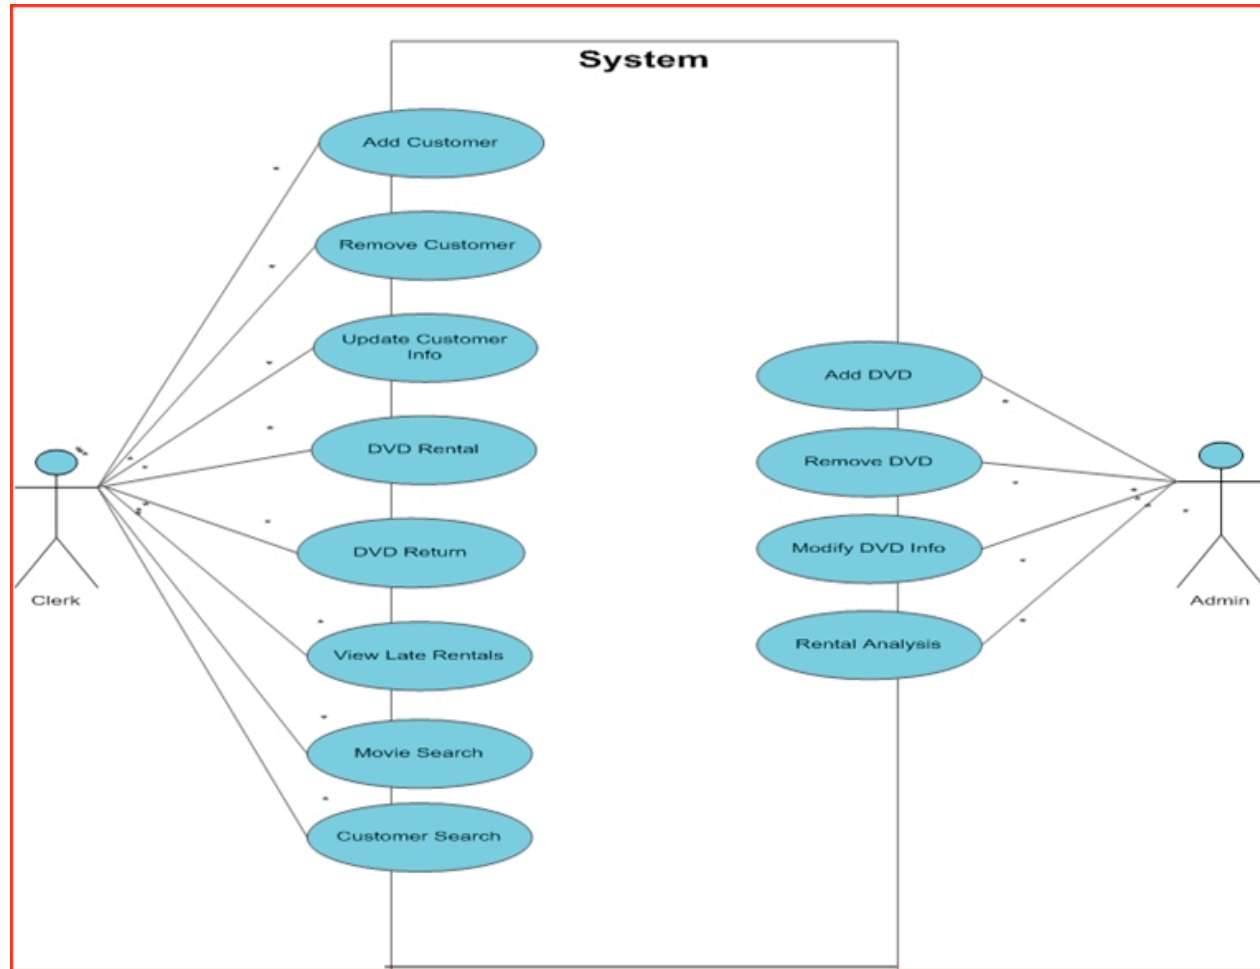 System
Add Customer
Remove Customer
Update Customer
Info
DVD Rental
DVD Return
View Late Rentals
Movie Search
Customer Search
Clerk
Add DVD
Remove DVD
Modify DVD Info
Rental Analysis
Admin